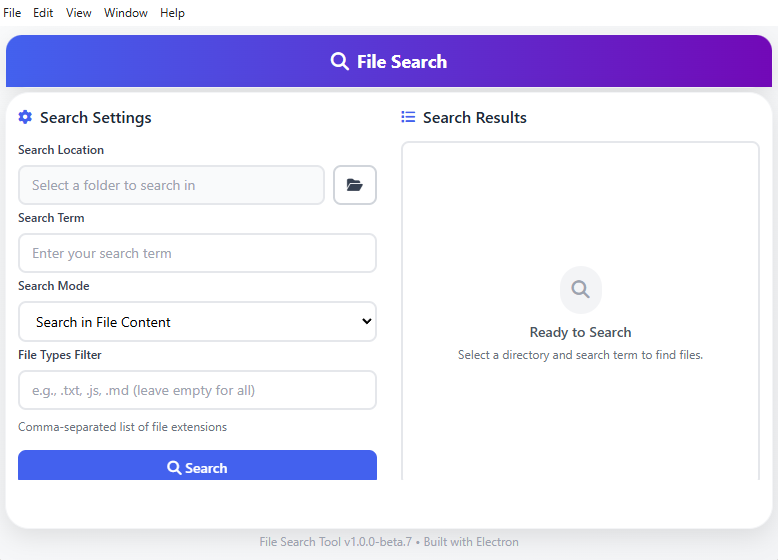 File Edit View Window Help
File Search
Search Settings
Search Location
Select a folder to search in
Search Term
Enter your search term
Search Mode
Search in File Content
File Types Filter
e.g., .txt, .js, .md (leave empty for all)
Comma-separated list of file extensions
Search
Search Results
Ready to Search
Select a directory and search term to find files.
File Search Tool v1.0.0-beta.7 • Built with Electron